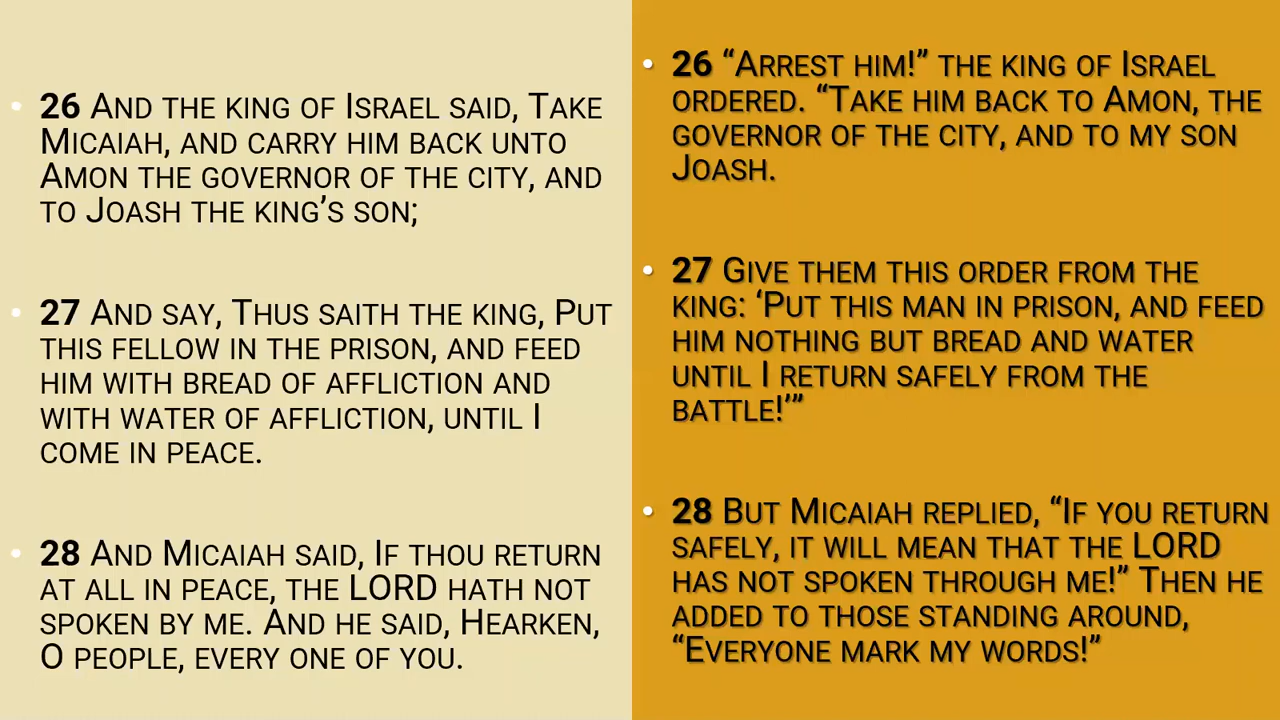 • 26 And the king of Israel said, Take
Micaiah, and carry him back unto
Amon the governor of the city, and
to Joash the king’s son;
• 27 And say, Thus saith the king, Put
this fellow in the prison, and feed
him with bread of affliction and
with water of affliction, until I
come in peace.
• 28 And Micaiah said, If thou return
at all in peace, the LORD hath not
spoken by me. And he said, Hearken,
O people, every one of you.
• 26 “Arrest him!” the king of Israel
ordered. “Take him back to Amon, the
governor of the city, and to my son
Joash.
• 27 Give them this order from the
king: ‘Put this man in prison, and feed
him nothing but bread and water
until I return safely from the
battle!’”
• 28 But Micaiah replied, “If you return
safely, it will mean that the LORD
has not spoken through me!” Then he
added to those standing around,
“Everyone mark my words!”